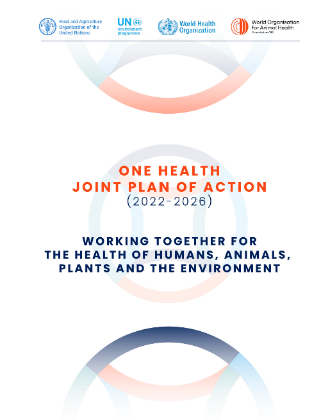 Food and Agriculture
Organization of the
United Nations
UN
environment
programme
World Health
Organization
World Organisation
for Animal Health
ONE HEALTH
JOINT PLAN OF ACTION
(2022-2026)
WORKING TOGETHER FOR
THE HEALTH OF HUMANS, ANIMALS,
PLANTS AND THE ENVIRONMENT